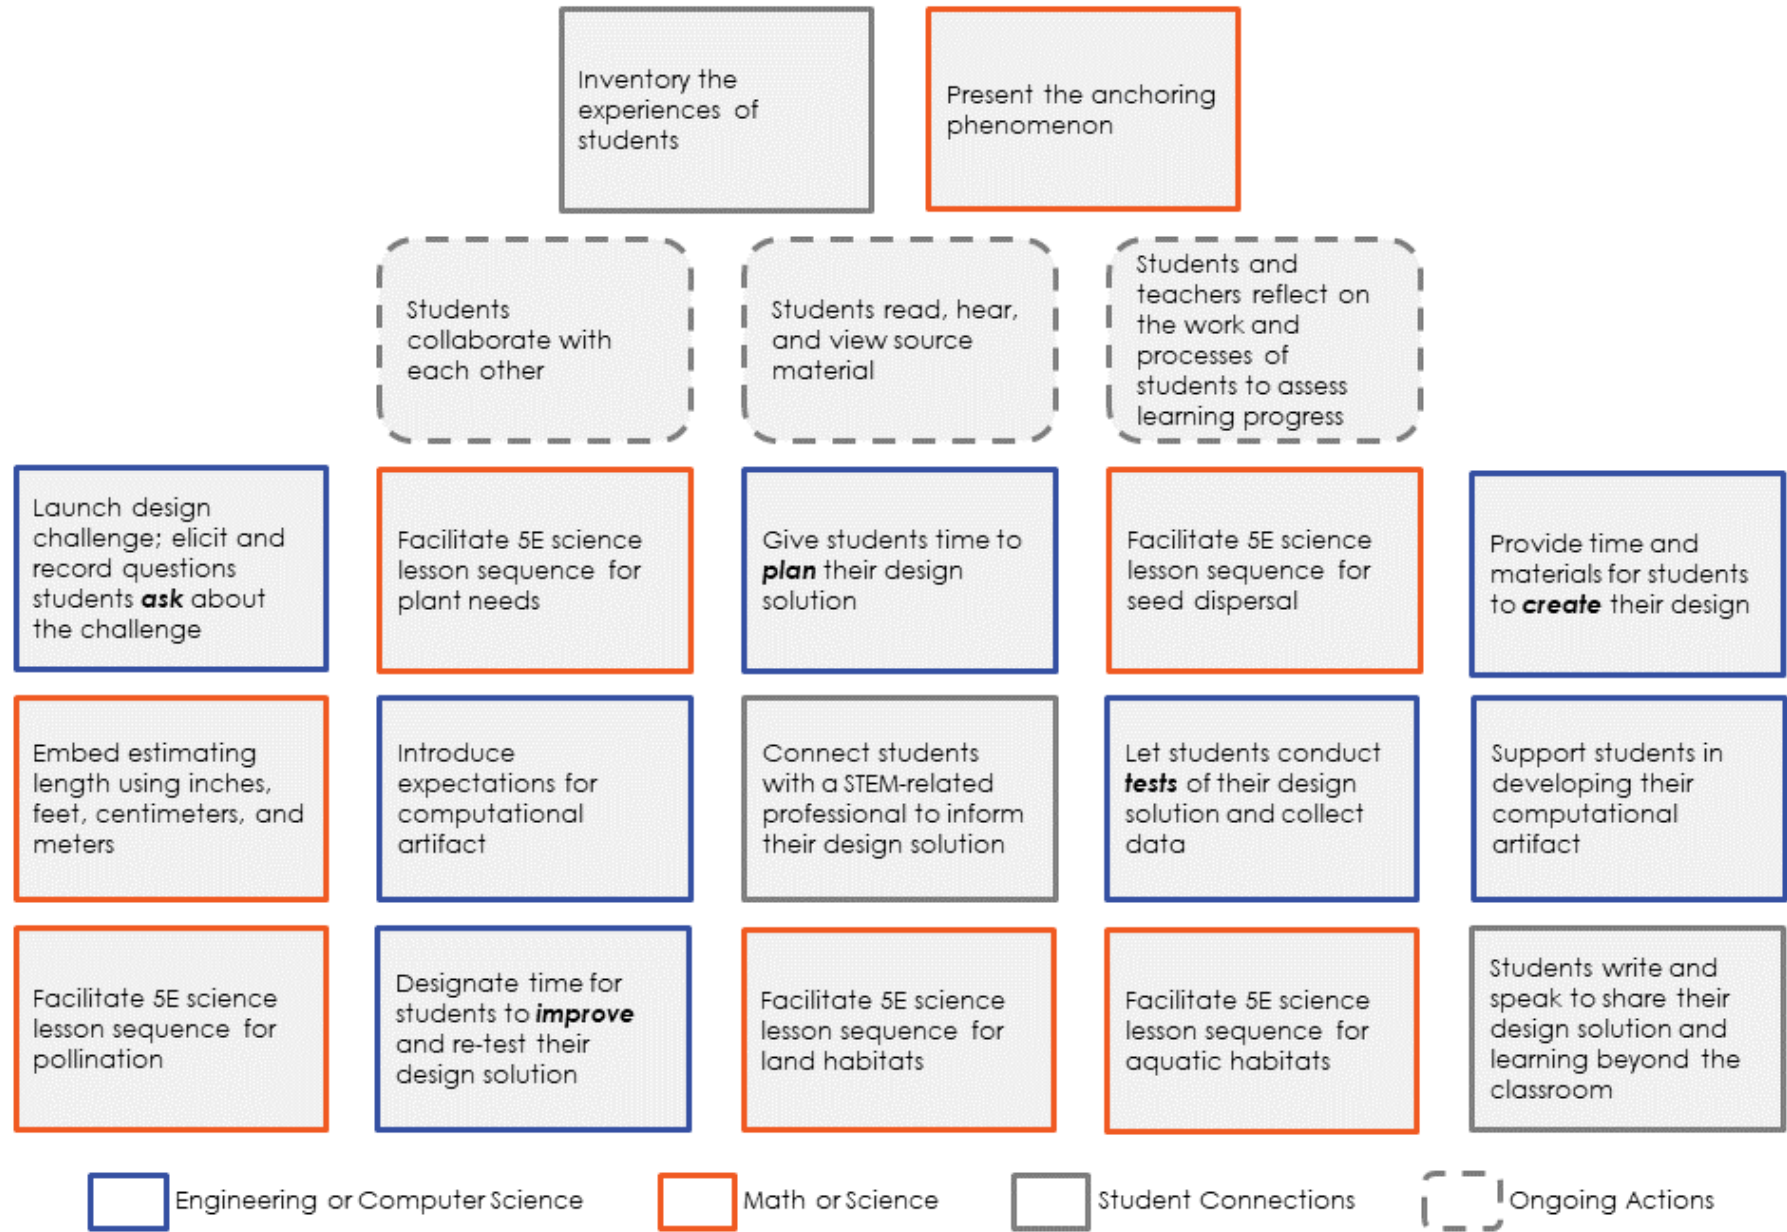 Inventory the
experiences of
students
Present the anchoring
phenomenon
Students
collaborate with
each other
Students read, hear,
and view source
material
Students and
teachers reflect on
the work and
processes of
students to assess
learning progress
Launch design
challenge; elicit and
record questions
students ask about
the challenge
Facilitate 5E science
lesson sequence for
plant needs
Give students time to
plan their design
solution
Facilitate 5E science
lesson sequence for
seed dispersal
Provide time and
materials for students
to create their design
Embed estimating
length using inches,
feet, centimeters, and
meters
Introduce
expectations for
computational
artifact
Connect students
with a STEM-related
professional to inform
their design solution
Let students conduct
tests of their design
solution and collect
data
Support students in
developing their
computational
artifact
Facilitate 5E science
lesson sequence for
pollination
Designate time for
students to improve
and re-test their
design solution
Facilitate 5E science
lesson sequence for
land habitats
Facilitate 5E science
lesson sequence for
aquatic habitats
Students write and
speak to share their
design solution and
learning beyond the
classroom
Engineering or Computer Science
Math or Science
Student Connections
Ongoing Actions